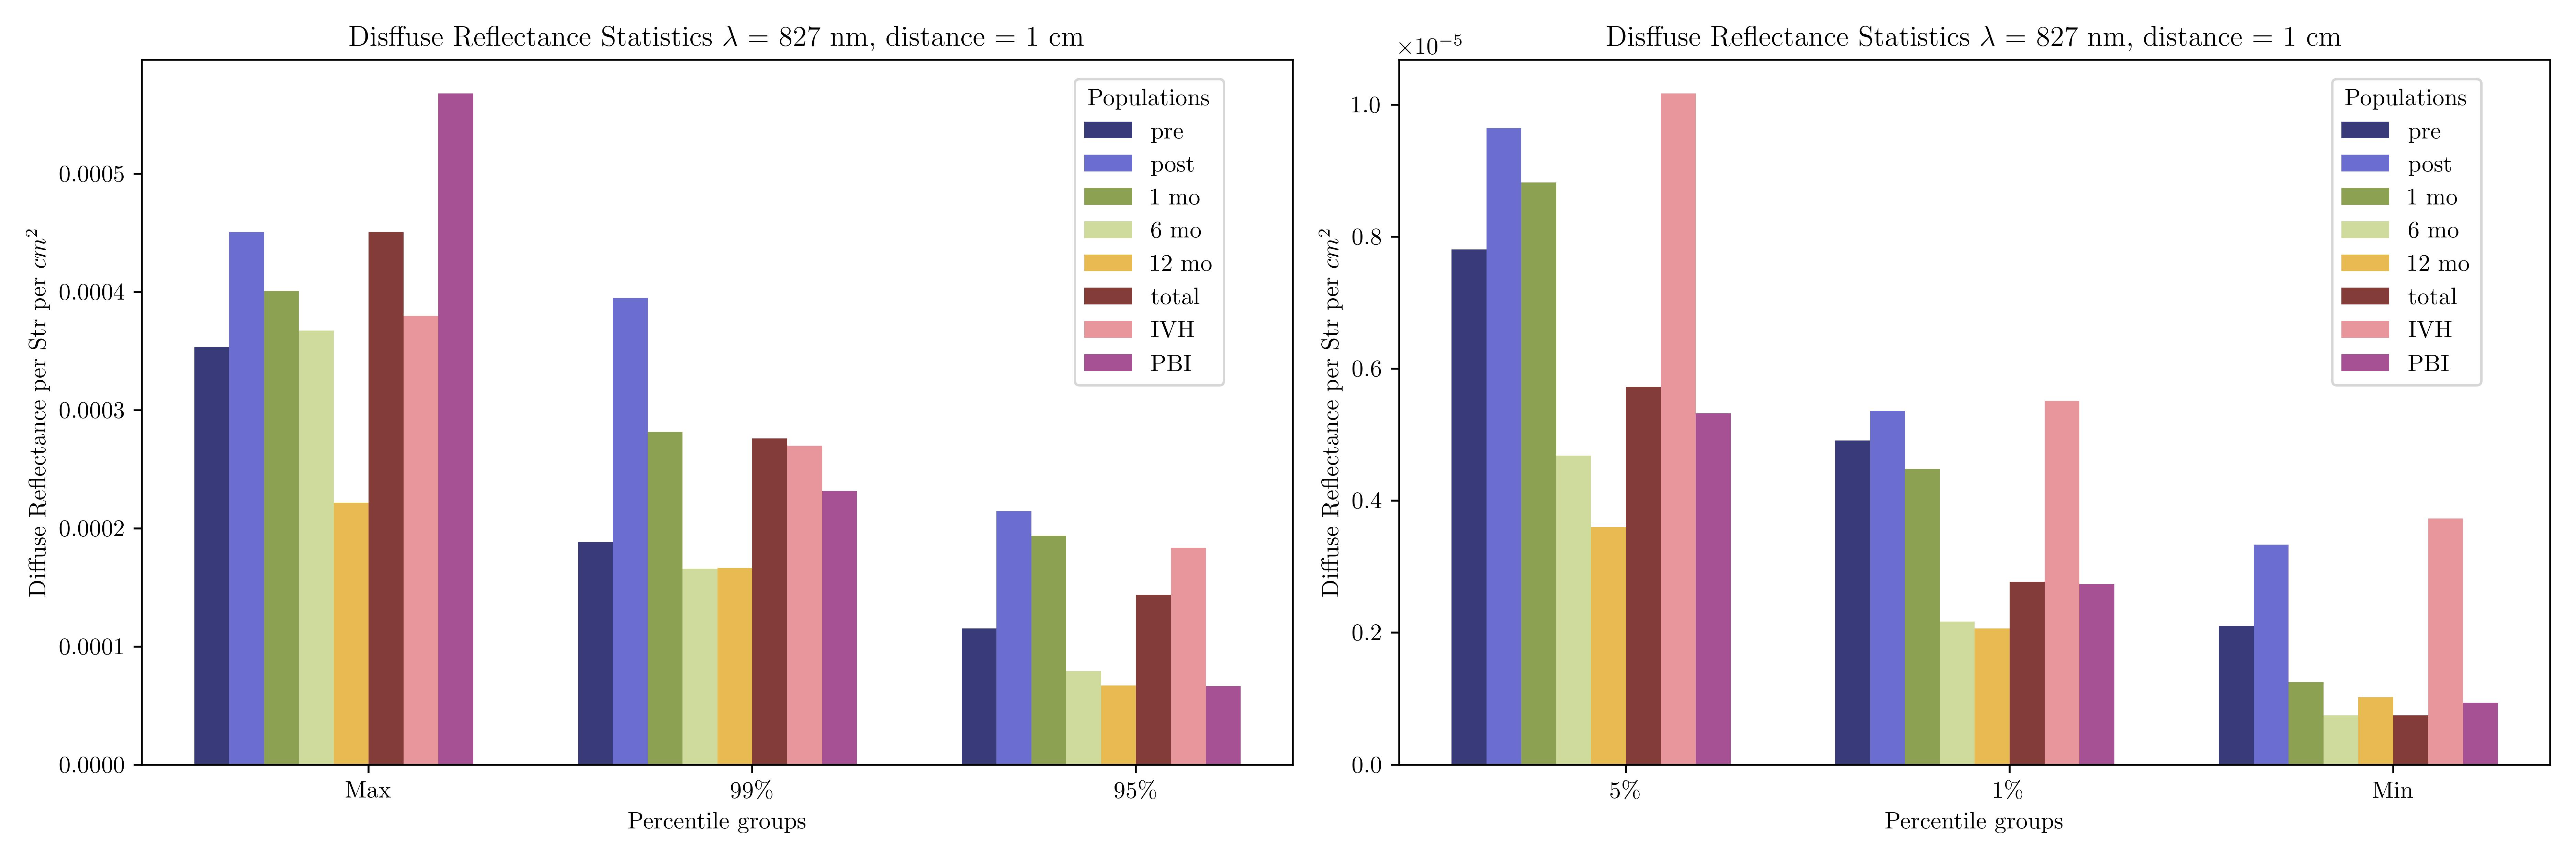 Disffuse Reflectance Statistics λ = 827 nm, distance = 1 cm
Diffuse Reflectance per Str per cm²
0.0005
0.0004
0.0003
0.0002
0.0001
0.0000
Populations
pre
post
1 mo
6 mo
12 mo
total
IVH
PBI
Max
99%
95%
Percentile groups
Disffuse Reflectance Statistics λ = 827 nm, distance = 1 cm
×10⁻⁵
Diffuse Reflectance per Str per cm²
1.0
0.8
0.6
0.4
0.2
0.0
Populations
pre
post
1 mo
6 mo
12 mo
total
IVH
PBI
5%
1%
Min
Percentile groups